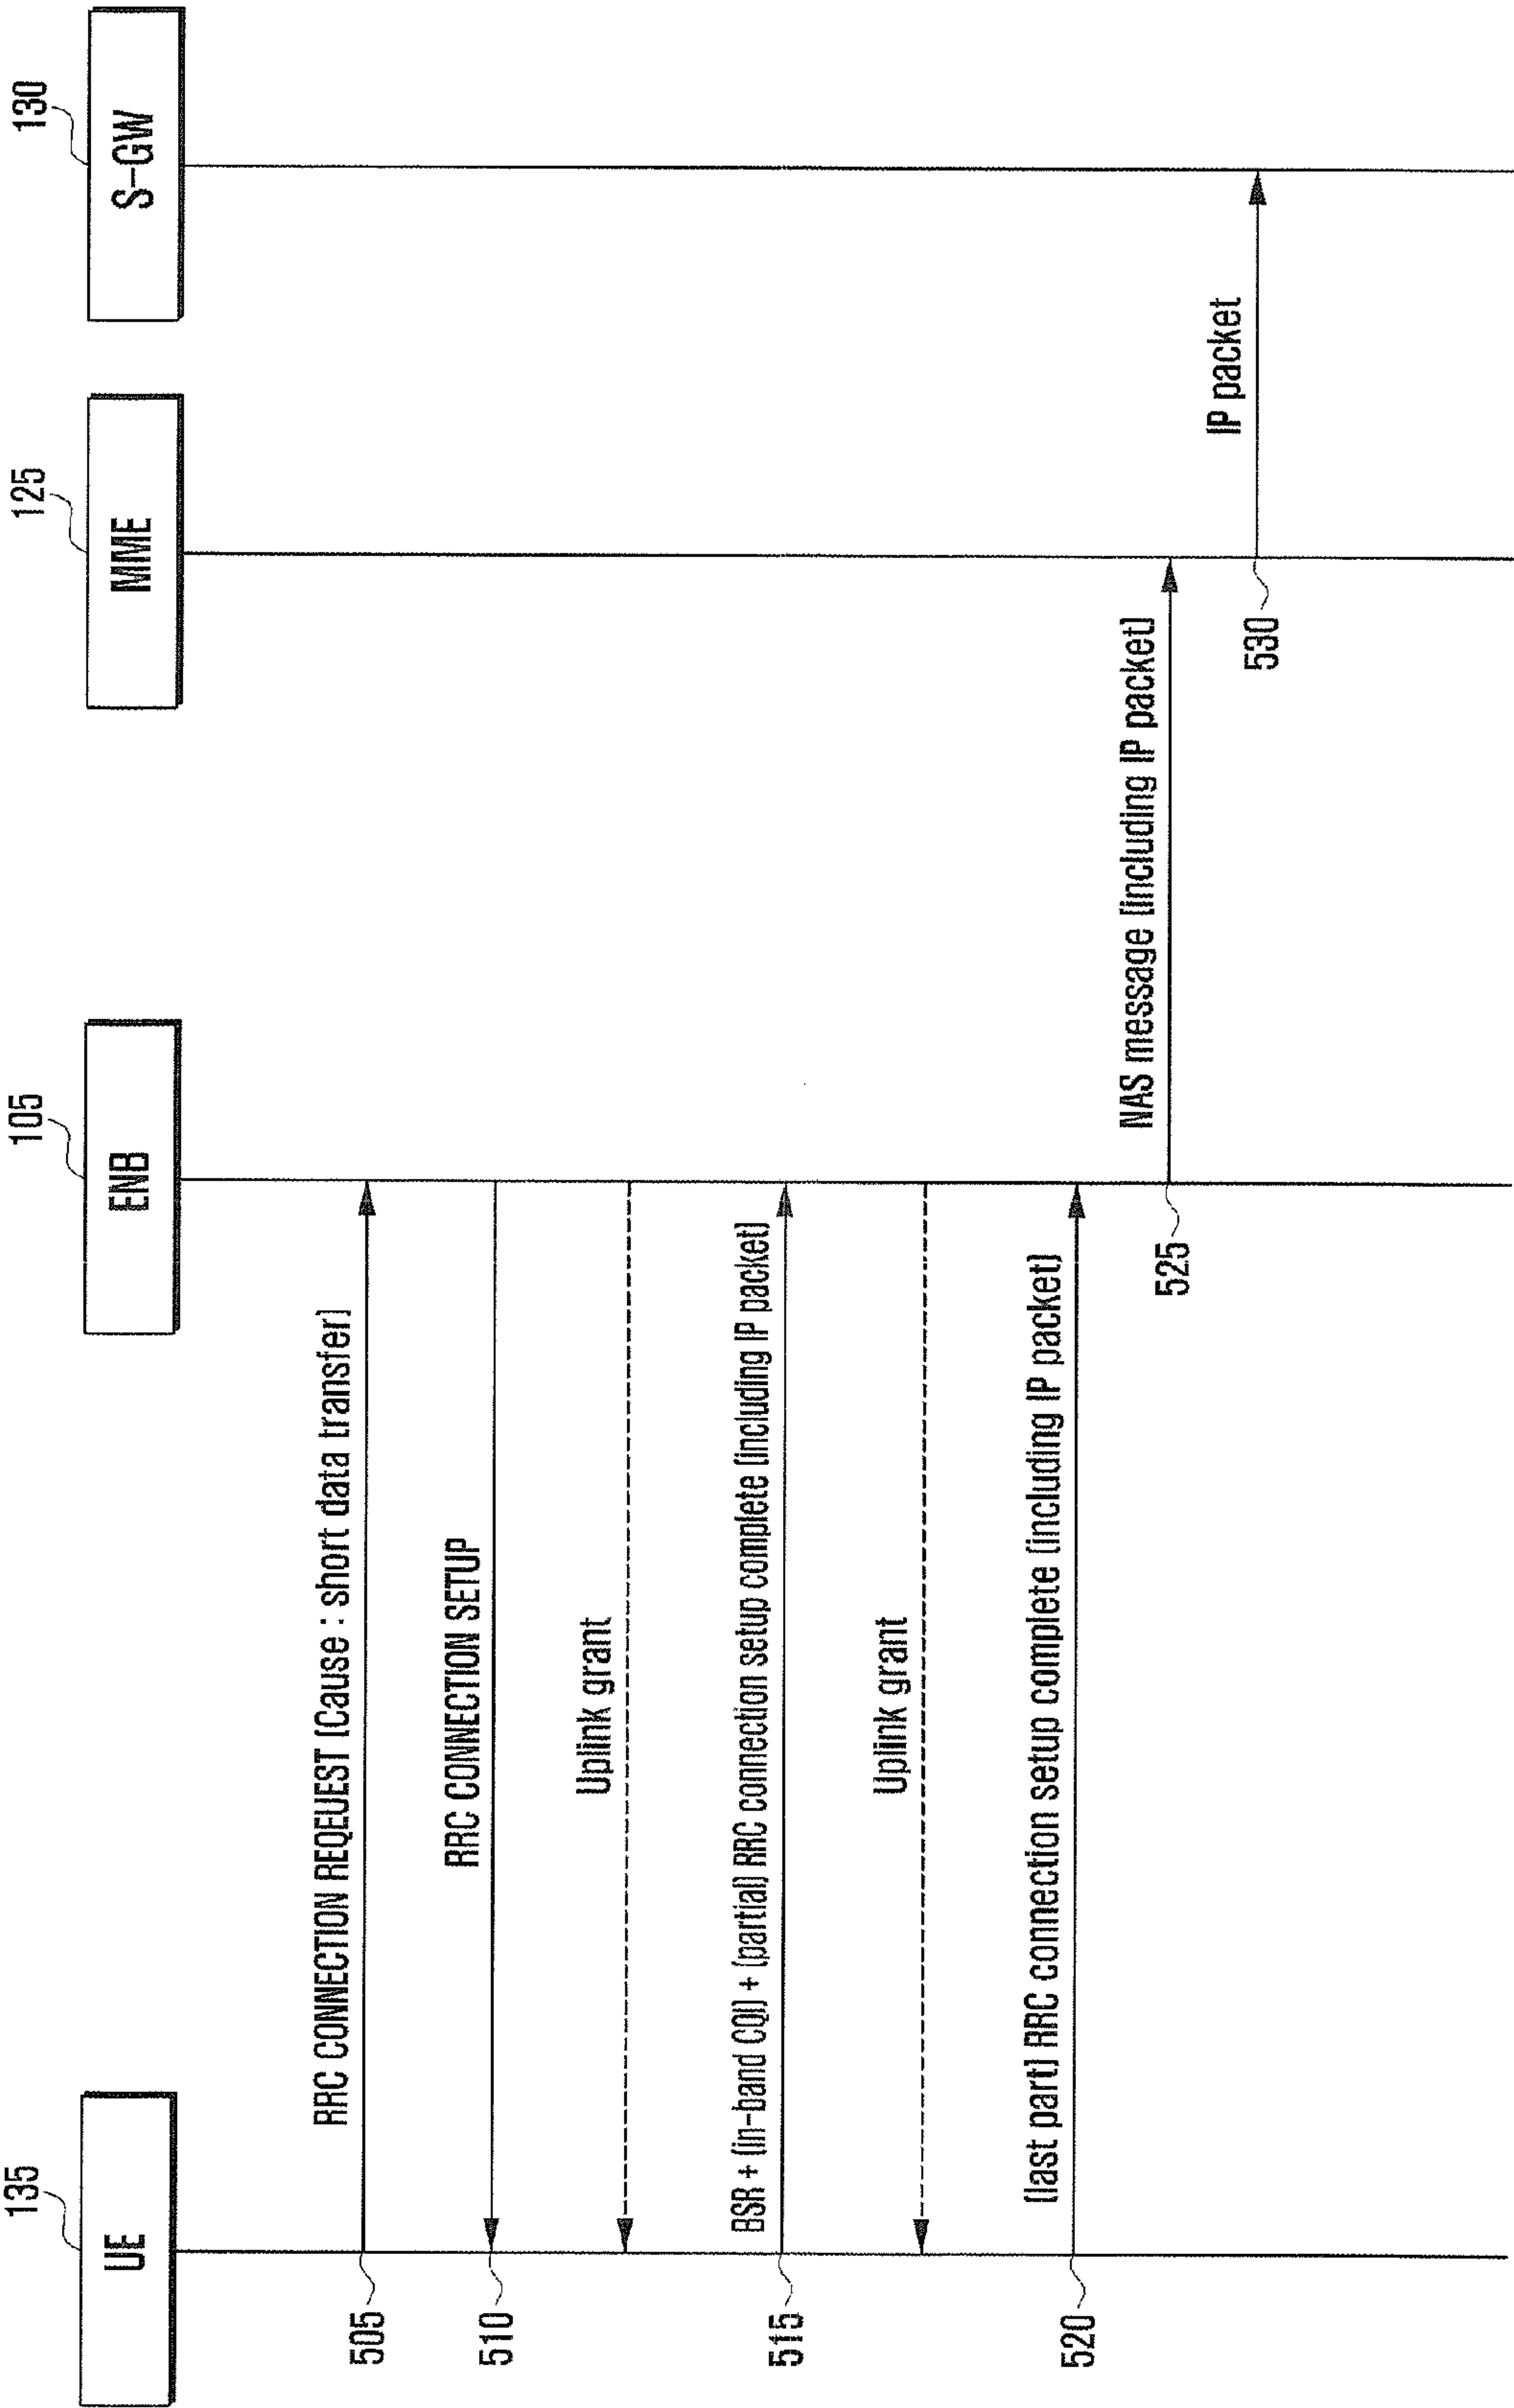 135
105
125
130
UE
ENB
MME
S-GW
RRC CONNECTION REQEUEST (Cause : short data transfer)
505
RRC CONNECTION SETUP
510
Uplink grant
BSR + (in-band CQI) + (partial) RRC connection setup complete (including IP packet)
515
Uplink grant
(last part) RRC connection setup complete (including IP packet)
520
NAS message (including IP packet)
525
IP packet
530